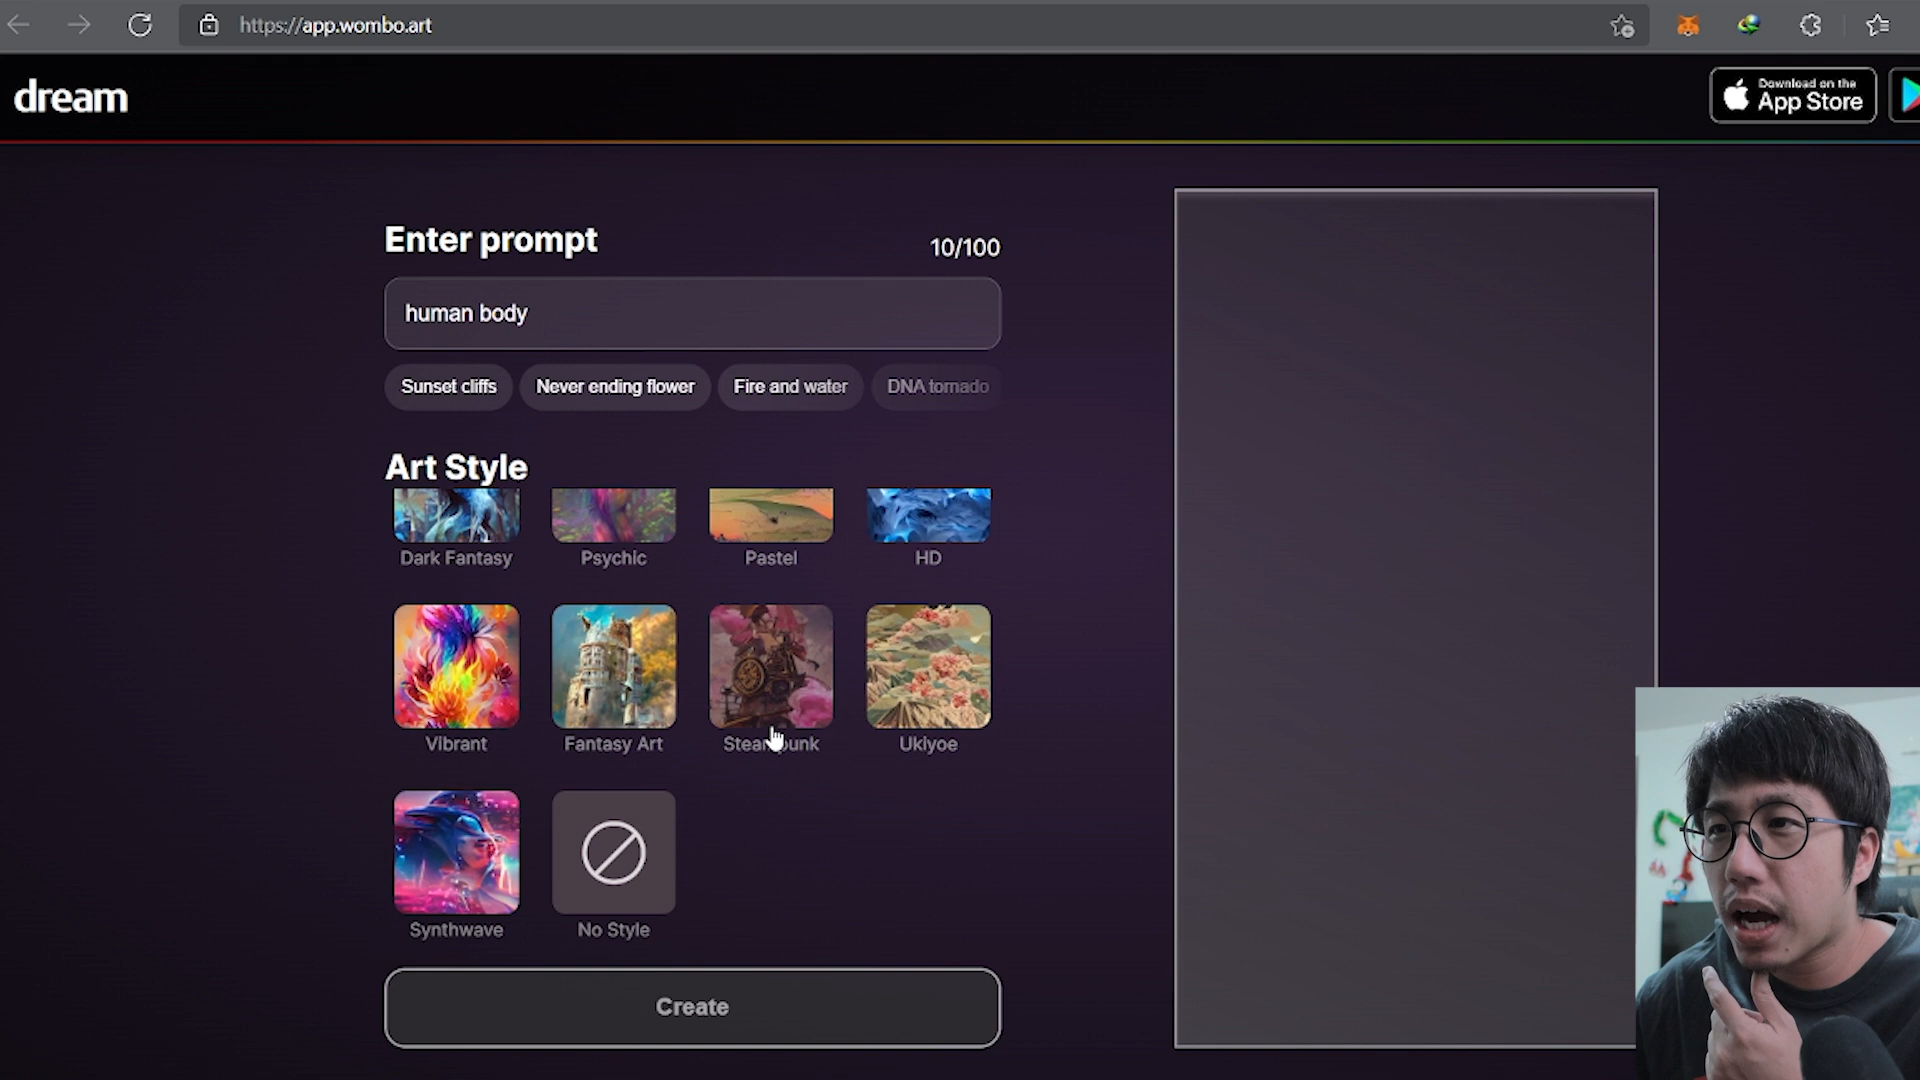 https://app.wombo.art
dream
Download on the
App Store
Enter prompt
10/100
human body
Sunset cliffs
Never ending flower
Fire and water
DNA tornado
Art Style
Dark Fantasy
Psychic
Pastel
HD
Vibrant
Fantasy Art
Steampunk
Ukiyoe
Synthwave
No Style
Create